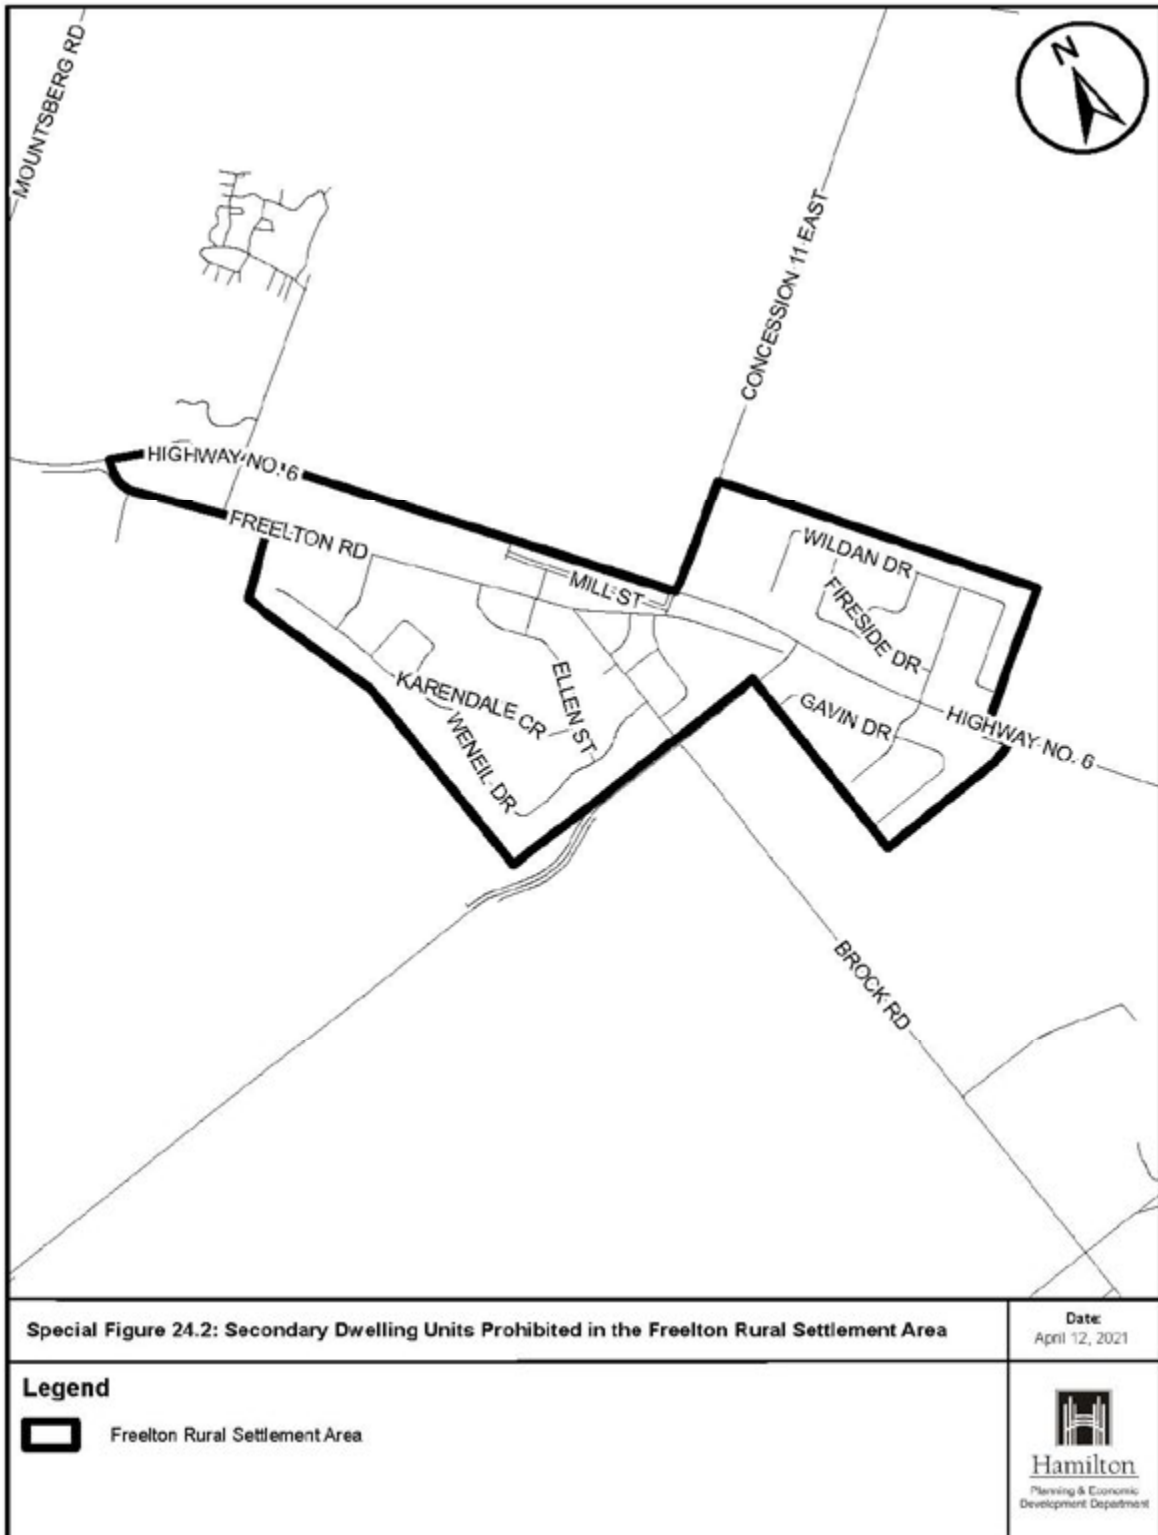 MOUNTSBERG RD
N
CONCESSION 11 EAST
HIGHWAY NO. 6
FREELTON RD
MILL ST
WILDAN DR
FIRESIDE DR
ELLEN ST
KARENDALE CR
WENEIL DR
GAVIN DR
HIGHWAY NO. 6
BROCK RD
Special Figure 24.2: Secondary Dwelling Units Prohibited in the Freelton Rural Settlement Area
Date:
April 12, 2021
Legend
Freelton Rural Settlement Area
Hamilton
Planning & Economic
Development Department